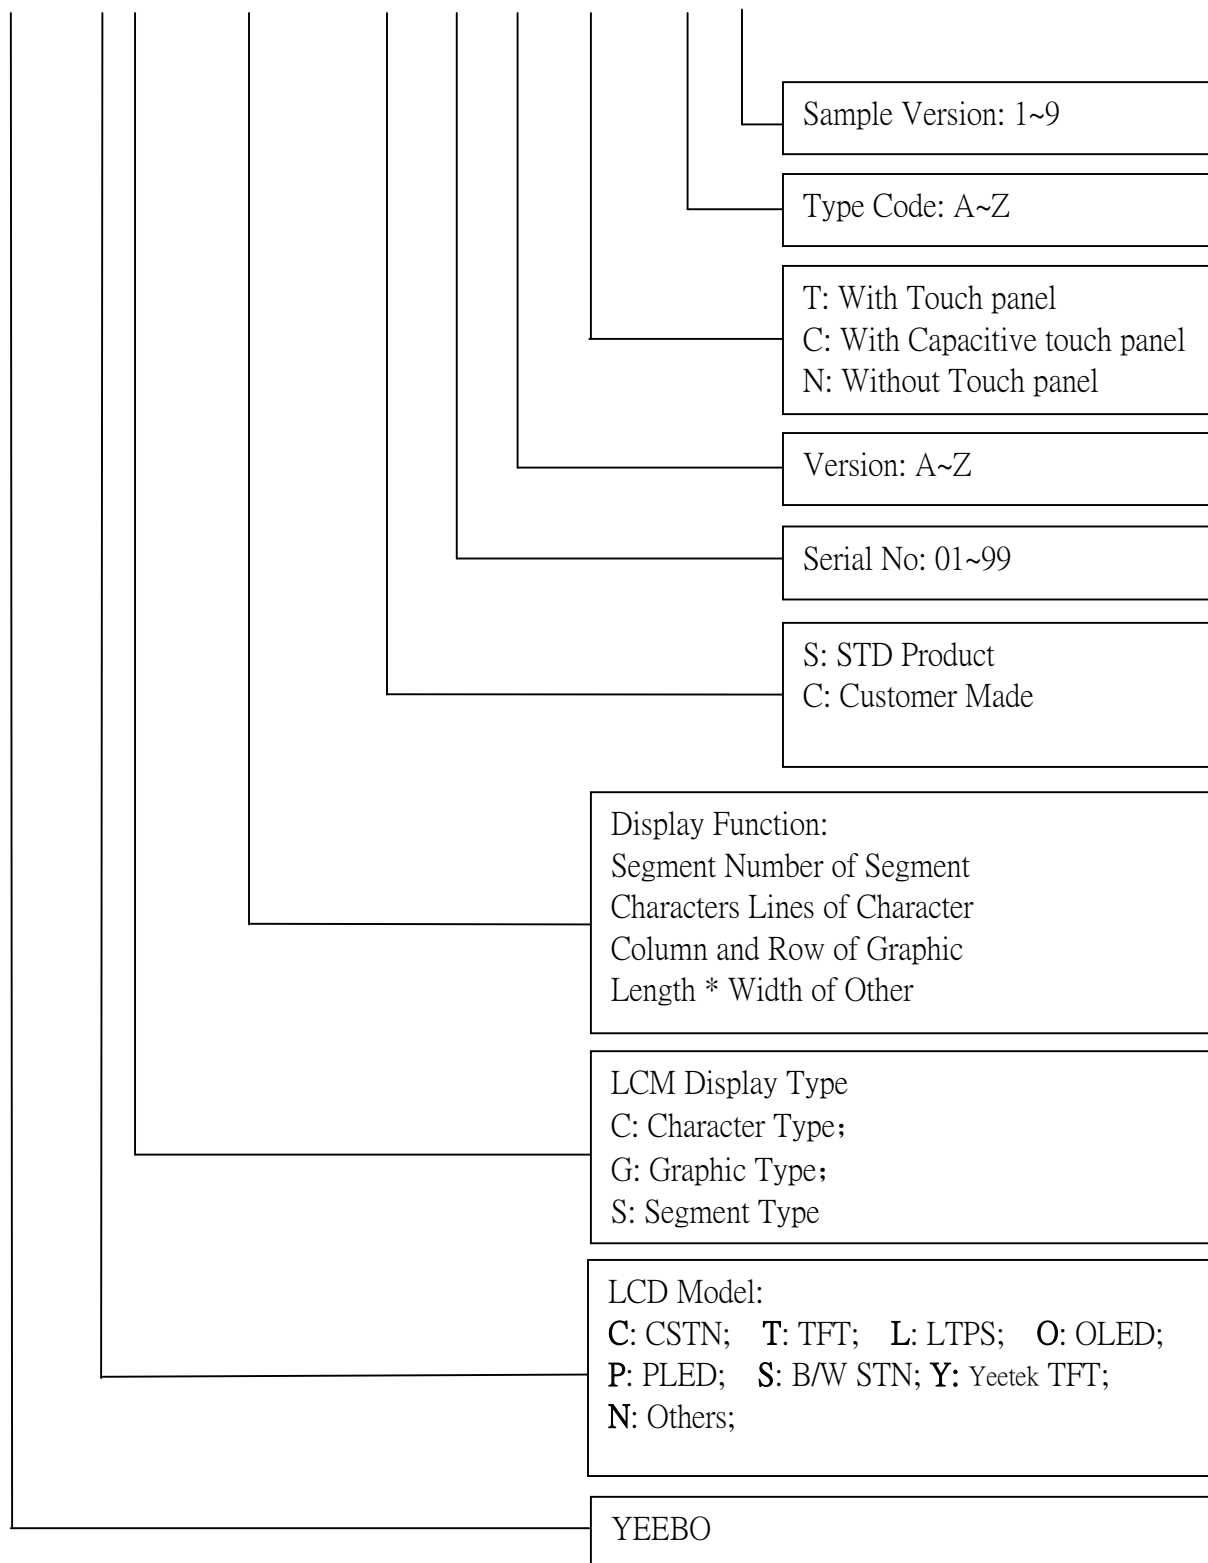 Sample Version: 1~9
Type Code: A~Z
T: With Touch panel
C: With Capacitive touch panel
N: Without Touch panel
Version: A~Z
Serial No: 01~99
S: STD Product
C: Customer Made
Display Function:
Segment Number of Segment
Characters Lines of Character
Column and Row of Graphic
Length * Width of Other
LCM Display Type
C: Character Type；
G: Graphic Type；
S: Segment Type
LCD Model:
C: CSTN; T: TFT; L: LTPS; O: OLED;
P: PLED; S: B/W STN; Y: Yeetek TFT;
N: Others;
YEEBO